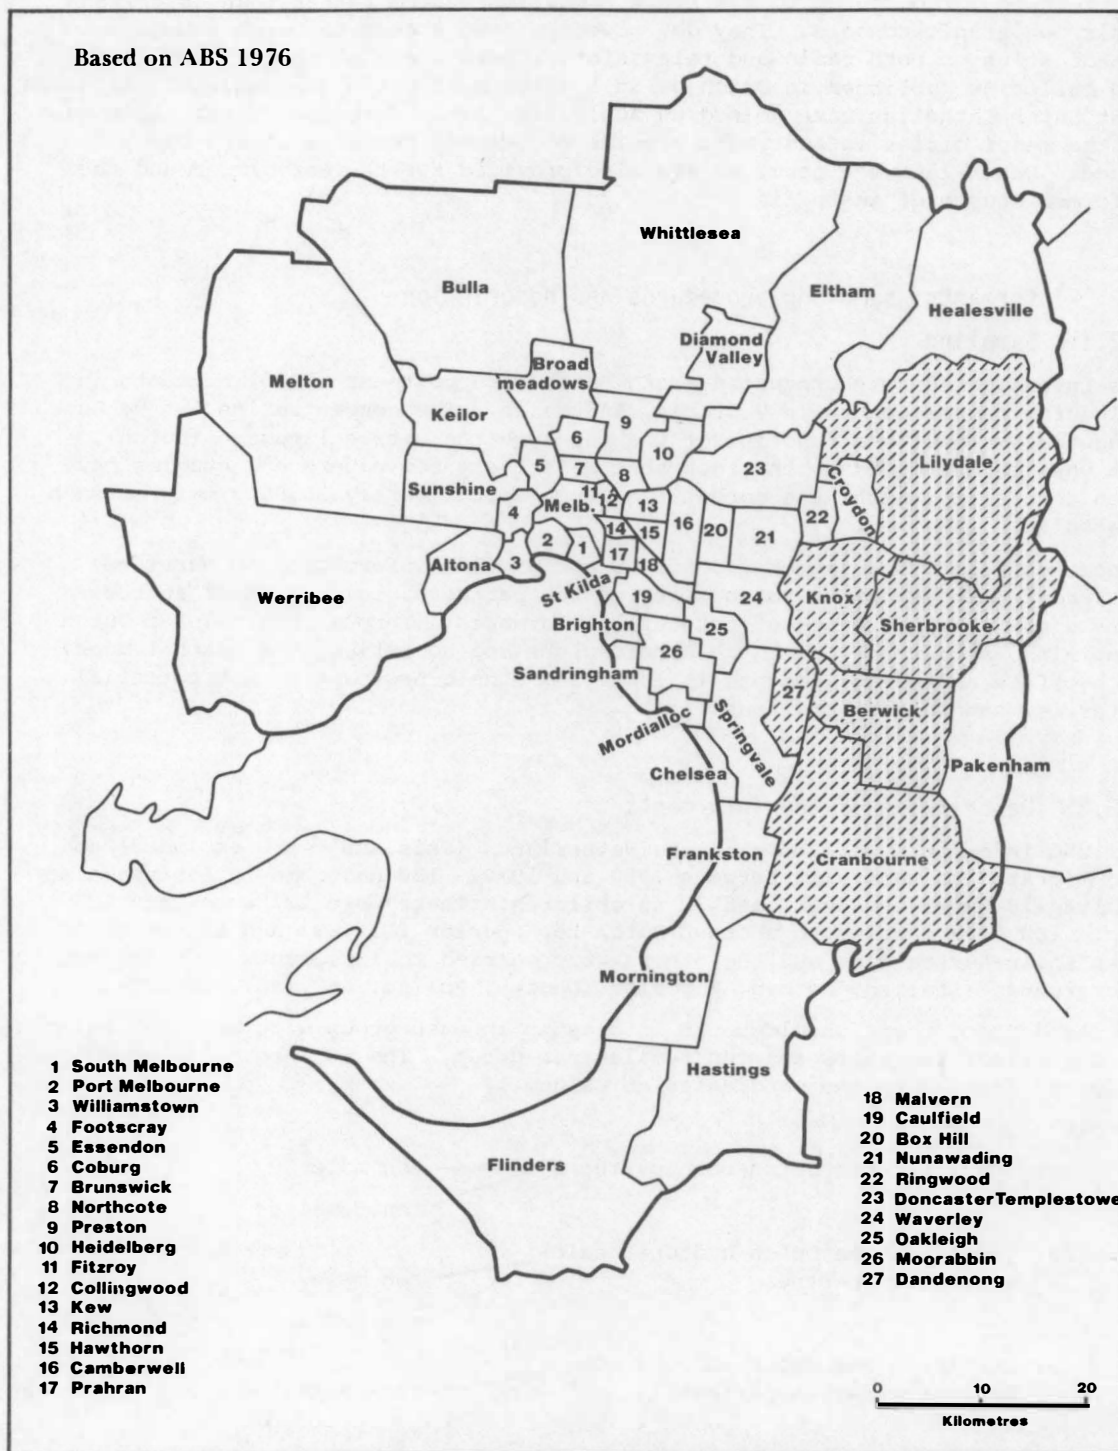 Based on ABS 1976
Whittlesea
Bulla
Eltham
Healesville
Diamond
Valley
Broad
meadows
Melton
Keilor
9
6
10
5
7
8
23
Lilydale
Sunshine
11
A
12
13
Croydon
4
Melb.
16
20
22
14
15
21
3
2
1
17
18
Altona
St Kilda
Werribee
19
24
Knox
Brighton
25
Sherbrooke
26
Sandringham
27
Berwick
Mordialloc
Springvale
Chelsea
Pakenham
Frankston
Cranbourne
Mornington
Hastings
Flinders
1 South Melbourne
2 Port Melbourne
3 Williamstown
4 Footscray
5 Essendon
6 Coburg
7 Brunswick
8 Northcote
9 Preston
10 Heidelberg
11 Fitzroy
12 Collingwood
13 Kew
14 Richmond
15 Hawthorn
16 Camberwell
17 Prahran
18 Malvern
19 Caulfield
20 Box Hill
21 Nunawading
22 Ringwood
23 DoncasterTemplestowe
24 Waverley
25 Oakleigh
26 Moorabbin
27 Dandenong
0 10 20
Kilometres